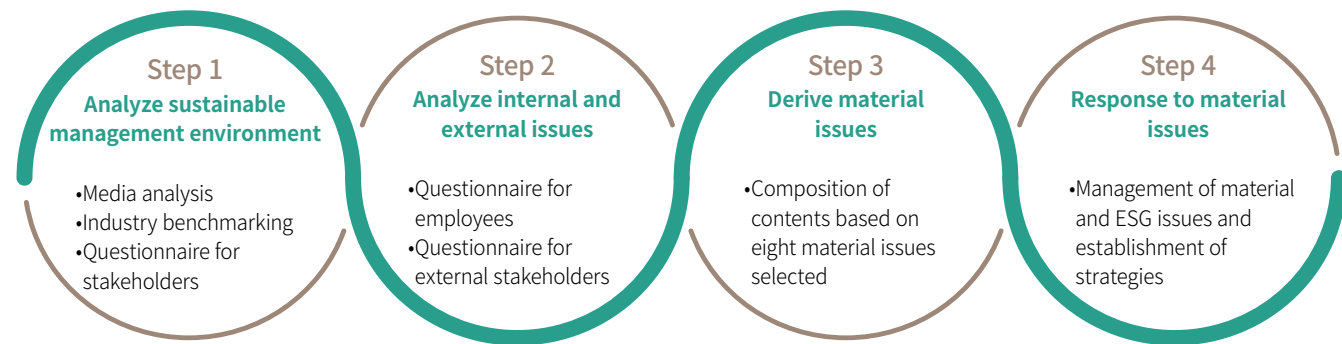 Step 1
Analyze sustainable
management environment
•Media analysis
•Industry benchmarking
•Questionnaire for
stakeholders
Step 2
Analyze internal and
external issues
•Questionnaire for
employees
•Questionnaire for
external stakeholders
Step 3
Derive material
issues
•Composition of
contents based on
eight material issues
selected
Step 4
Response to material
issues
•Management of material
and ESG issues and
establishment of
strategies